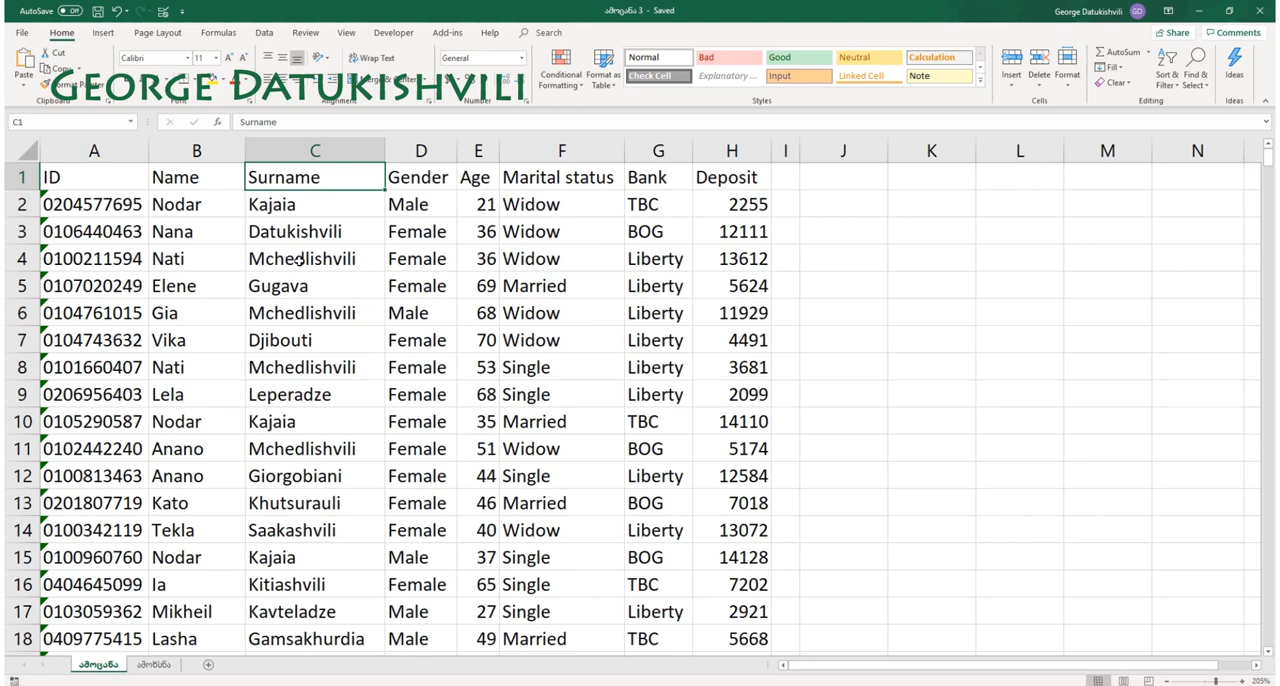 AutoSave Off ამოცანა 3 - Saved George Datukishvili GD
File Home Insert Page Layout Formulas Data Developer Review View Developer Add-ins Help Search Share Comments
Cut Calibri 11 Wrap Text General Normal Bad Good Neutral Calculation AutoSum
Paste Copy Conditional Formatting Format as Table Check Cell Explanatory ... Input Linked Cell Note Insert Delete Format Fill Clear Sort & Filter Find & Select Ideas
GEORGE DATUKISHVILI
Clipboard Font Alignment Number Styles Cells Editing Ideas
C1 fx Surname
A B C D E F G H I J K L M N
1 ID Name Surname Gender Age Marital status Bank Deposit
2 0204577695 Nodar Kajaia Male 21 Widow TBC 2255
3 0106440463 Nana Datukishvili Female 36 Widow BOG 12111
4 0100211594 Nati Mchedlishvili Female 36 Widow Liberty 13612
5 0107020249 Elene Gugava Female 69 Married Liberty 5624
6 0104761015 Gia Mchedlishvili Male 68 Widow Liberty 11929
7 0104743632 Vika Djibouti Female 70 Widow Liberty 4491
8 0101660407 Nati Mchedlishvili Female 53 Single Liberty 3681
9 0206956403 Lela Leperadze Female 68 Single Liberty 2099
10 0105290587 Nodar Kajaia Female 35 Married TBC 14110
11 0102442240 Anano Mchedlishvili Female 51 Widow BOG 5174
12 0100813463 Anano Giorgobiani Female 44 Single Liberty 12584
13 0201807719 Kato Khutsurauli Female 46 Married BOG 7018
14 0100342119 Tekla Saakashvili Female 40 Widow Liberty 13072
15 0100960760 Nodar Kajaia Male 37 Single BOG 14128
16 0404645099 Ia Kitiashvili Female 65 Single TBC 7202
17 0103059362 Mikheil Kavteladze Male 27 Single Liberty 2921
18 0409775415 Lasha Gamsakhurdia Male 49 Married TBC 5668
ამოცანა ამოხსნა
205%